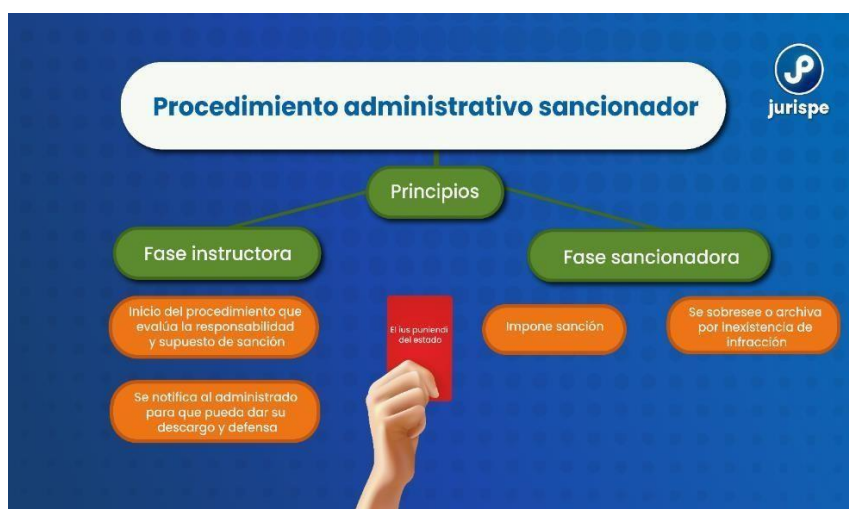 Procedimiento administrativo sancionador
jurispe
Principios
Fase instructora
Fase sancionadora
Inicio del procedimiento que
evalúa la responsabilidad
y supuesto de sanción
Se notifica al administrado
para que pueda dar su
descargo y defensa
El ius puniendi
del estado
Impone sanción
Se sobresee o archiva
por inexistencia de
infracción